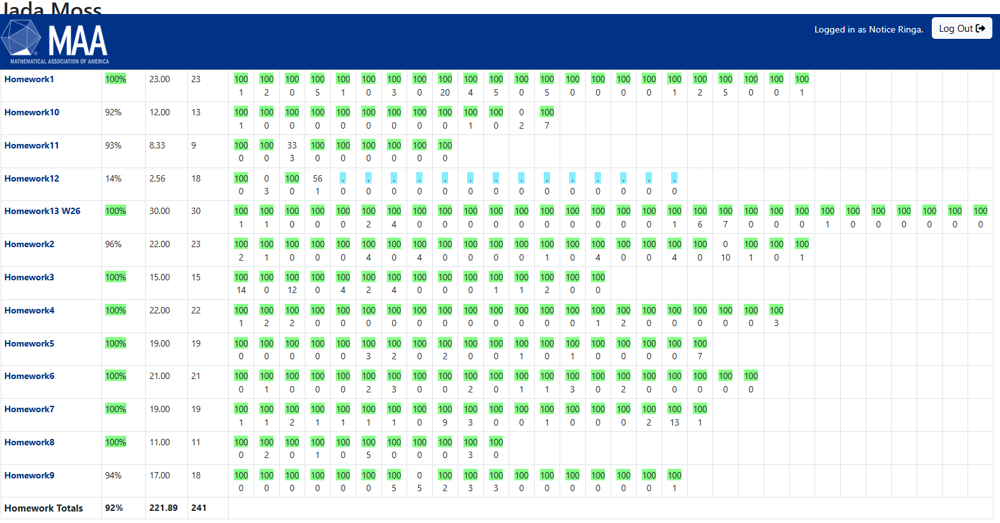 Jada Moss
MAA
MATHEMATICAL ASSOCIATION OF AMERICA
Logged in as Notice Ringa.
Log Out
Homework1 100% 23.00 23 100 100 100 100 100 100 100 100 100 100 100 100 100 100 100 100 100 100 100 100 100 100 100
1 2 0 5 1 0 3 0 20 4 5 0 5 0 0 0 0 1 2 5 0 0 1
Homework10 92% 12.00 13 100 100 100 100 100 100 100 100 100 100 100 0 100
1 0 0 0 0 0 0 0 0 1 0 2 7
Homework11 93% 8.33 9 100 100 33 100 100 100 100 100 100
0 0 3 0 0 0 0 0 0
Homework12 14% 2.56 18 100 0 100 56 . . . . . . . . . . . . . .
0 3 0 1 0 0 0 0 0 0 0 0 0 0 0 0 0 0
Homework13 W26 100% 30.00 30 100 100 100 100 100 100 100 100 100 100 100 100 100 100 100 100 100 100 100 100 100 100 100 100 100 100 100 100 100 100
1 1 0 0 0 2 4 0 0 0 0 0 0 0 0 0 0 1 6 7 0 0 0 1 0 0 0 0 0 0
Homework2 96% 22.00 23 100 100 100 100 100 100 100 100 100 100 100 100 100 100 100 100 100 100 100 0 100 100 100
2 1 0 0 0 4 0 4 0 0 0 0 1 0 4 0 0 4 0 10 1 0 1
Homework3 100% 15.00 15 100 100 100 100 100 100 100 100 100 100 100 100 100 100 100
14 0 12 0 4 2 4 0 0 0 1 1 2 0 0
Homework4 100% 22.00 22 100 100 100 100 100 100 100 100 100 100 100 100 100 100 100 100 100 100 100 100 100 100
1 2 2 0 0 0 0 0 0 0 0 0 0 0 1 2 0 0 0 0 0 3
Homework5 100% 19.00 19 100 100 100 100 100 100 100 100 100 100 100 100 100 100 100 100 100 100 100
0 0 0 0 0 3 2 0 2 0 0 1 0 1 0 0 0 0 7
Homework6 100% 21.00 21 100 100 100 100 100 100 100 100 100 100 100 100 100 100 100 100 100 100 100 100 100
0 1 0 0 0 2 3 0 0 2 0 1 1 3 0 2 0 0 0 0 0
Homework7 100% 19.00 19 100 100 100 100 100 100 100 100 100 100 100 100 100 100 100 100 100 100 100
1 1 2 1 1 1 1 0 9 3 0 0 1 0 0 0 2 13 1
Homework8 100% 11.00 11 100 100 100 100 100 100 100 100 100 100 100
0 2 0 1 0 5 0 0 0 3 0
Homework9 94% 17.00 18 100 100 100 100 100 100 100 0 100 100 100 100 100 100 100 100 100 100
0 0 0 0 0 0 5 5 2 3 3 0 0 0 0 0 0 1
Homework Totals 92% 221.89 241